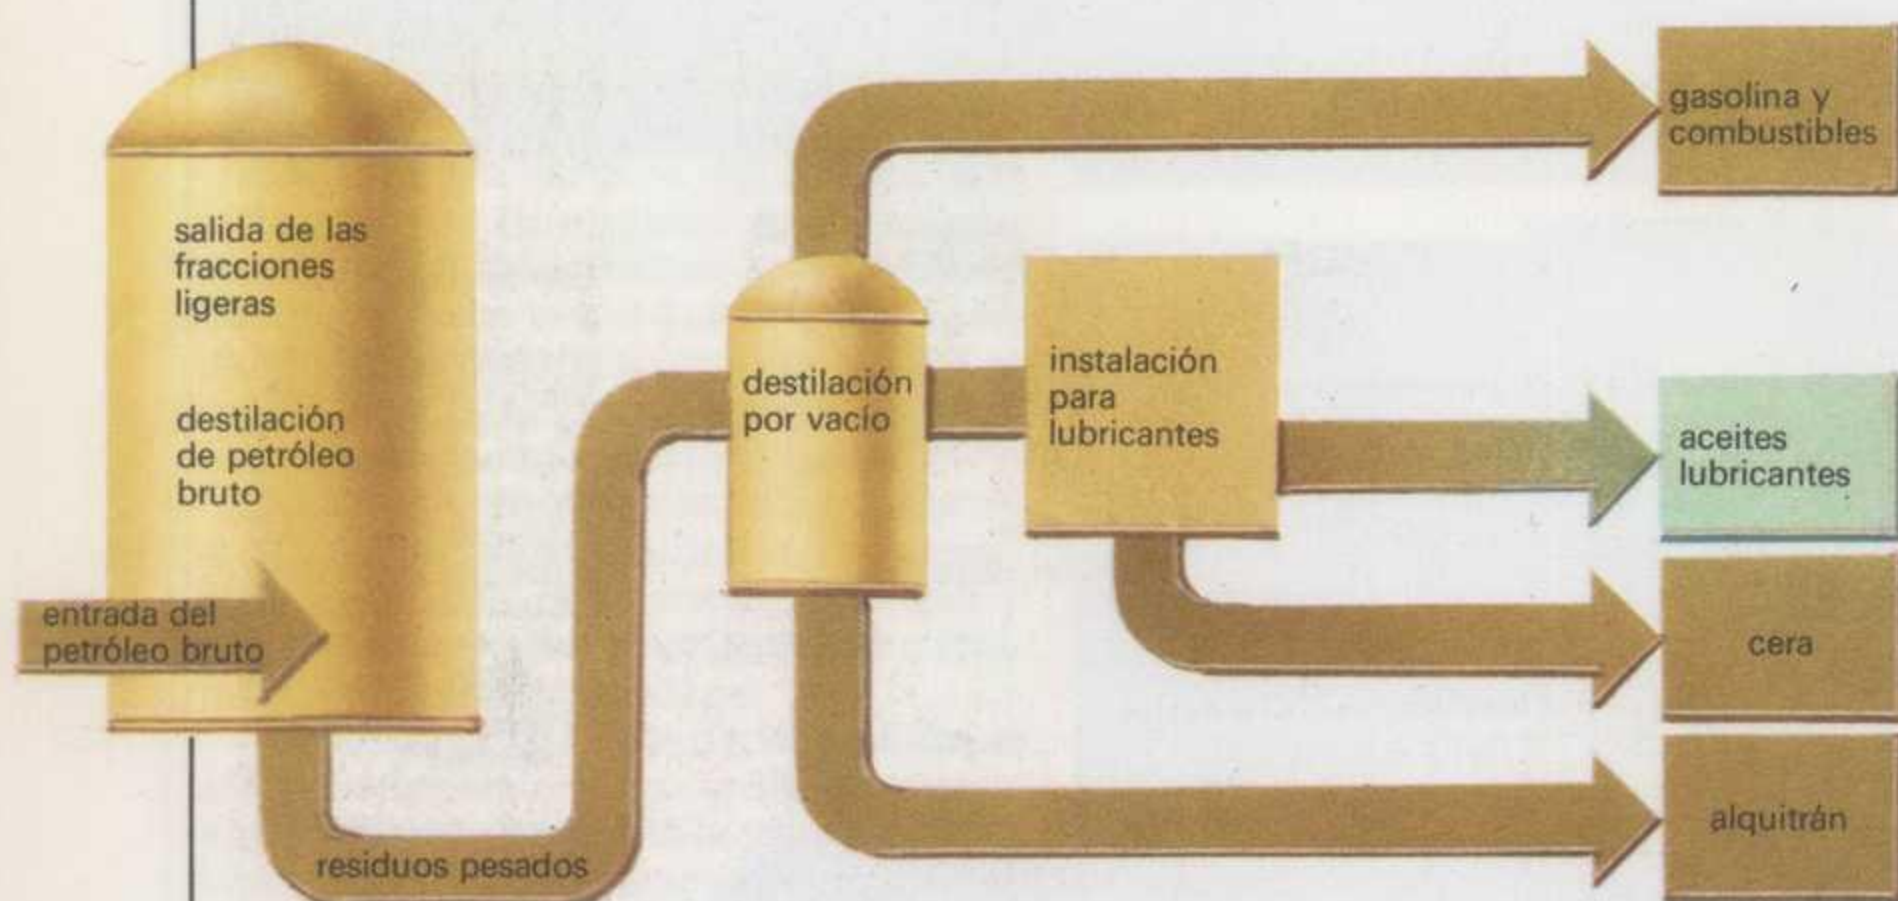 salida de las
fracciones
ligeras
destilación
de petróleo
bruto
entrada del
petróleo bruto
residuos pesados
destilación
por vacío
instalación
para
lubricantes
gasolina y
combustibles
aceites
lubricantes
cera
alquitrán